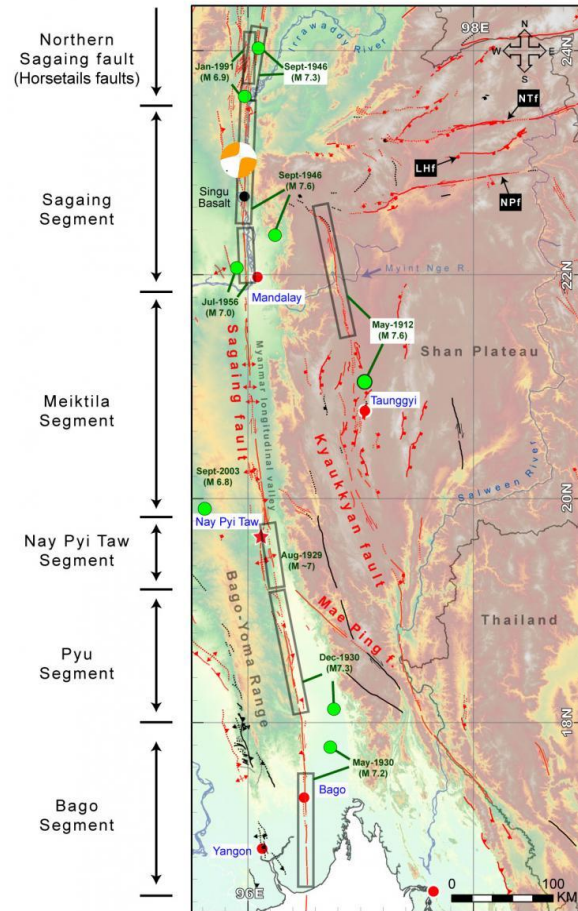 Northern
Sagaing fault
(Horsetails faults)
Sagaing
Segment
Meiktila
Segment
Nay Pyi Taw
Segment
Pyu
Segment
Bago
Segment
98E
24N
N
W
E
S
Irrawaddy River
Jan-1991
(M 6.9)
Sept-1946
(M 7.3)
NTf
LHf
NPf
Singu
Basalt
Sept-1946
(M 7.6)
Myint Nge R
22N
Jul-1956
(M 7.0)
Mandalay
May-1912
(M 7.6)
Shan Plateau
Sagaing fault
Myanmar longitudinal valley
Taunggyi
Kyaukkyan fault
Salween River
Sept-2003
(M 6.8)
20N
Nay Pyi Taw
Aug-1929
(M ~7)
Bago-Yoma Range
Mae Ping f.
Thailand
Dec-1930
(M7.3)
18N
May-1930
(M 7.2)
Bago
Yangon
96E
0
100
KM